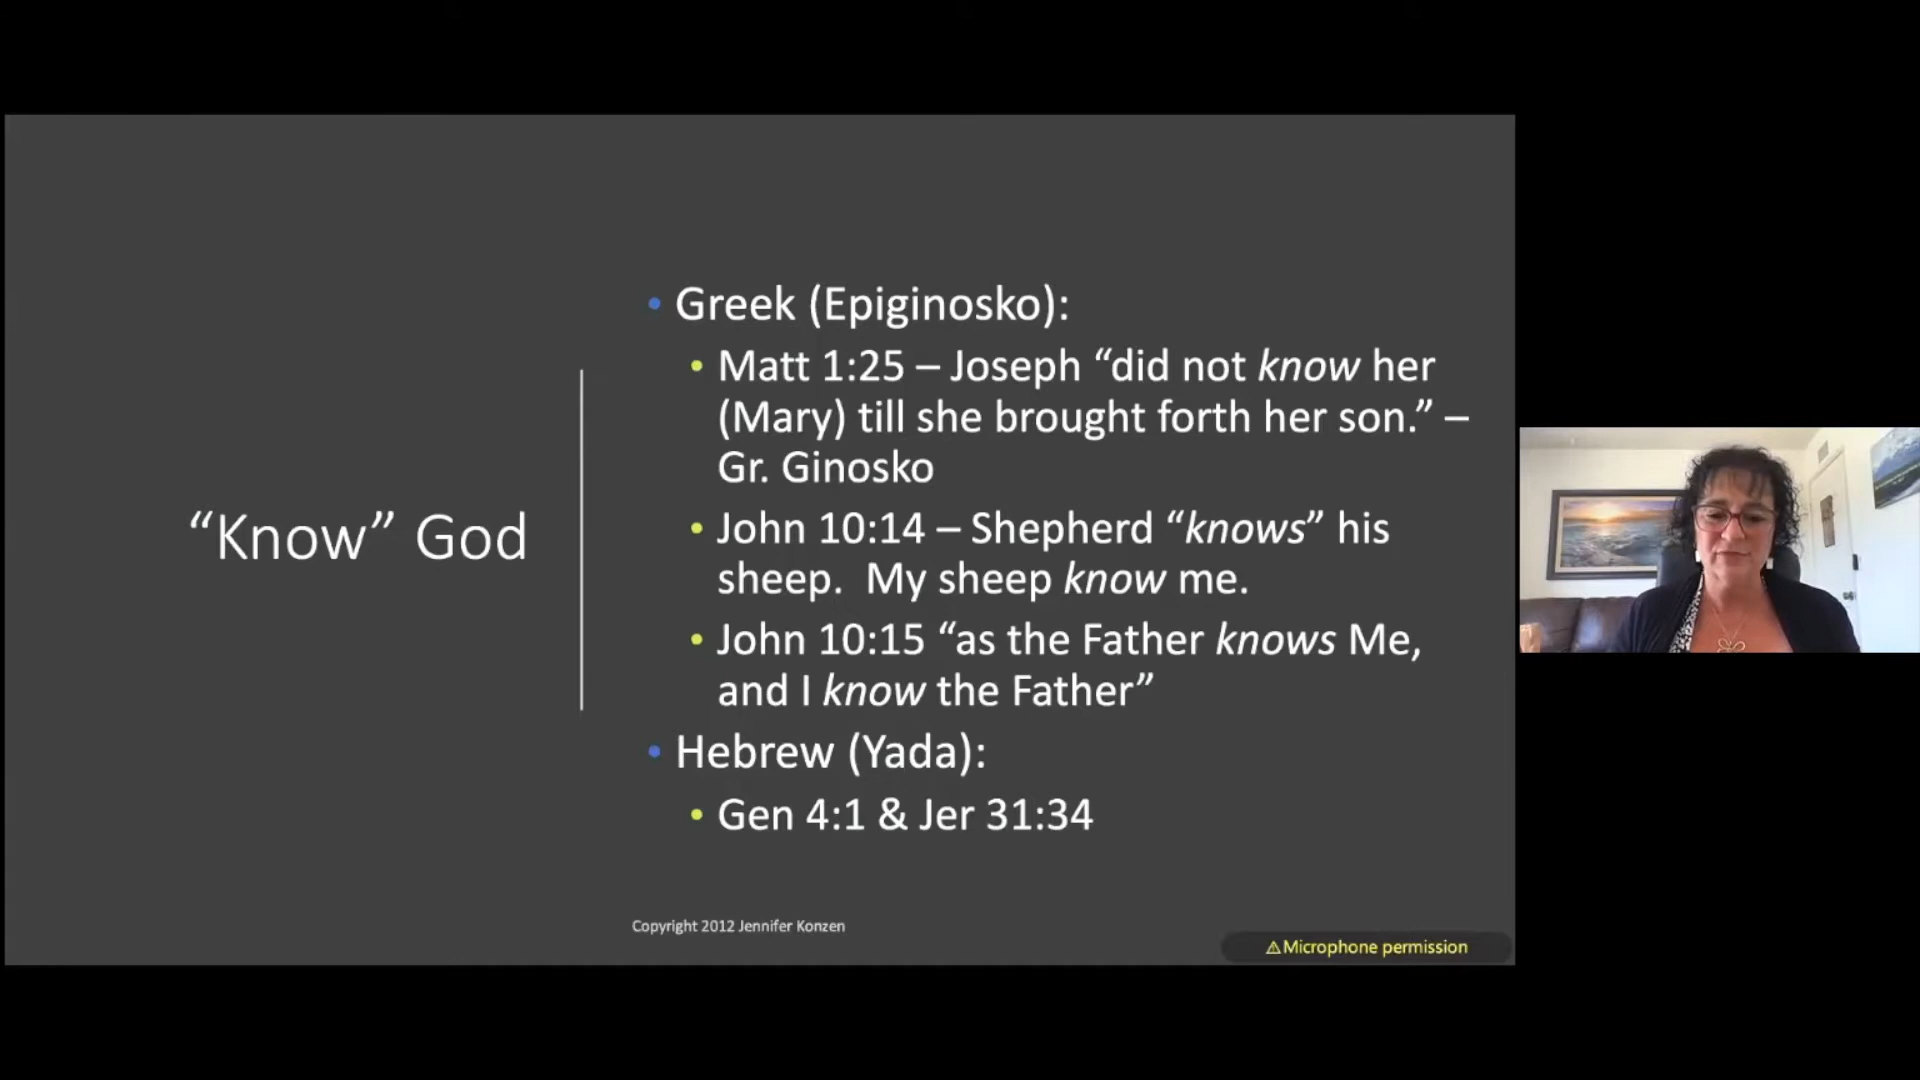 “Know” God
• Greek (Epiginosko):
• Matt 1:25 – Joseph “did not know her
(Mary) till she brought forth her son.” –
Gr. Ginosko
• John 10:14 – Shepherd “knows” his
sheep.  My sheep know me.
• John 10:15 “as the Father knows Me,
and I know the Father”
• Hebrew (Yada):
• Gen 4:1 & Jer 31:34
Copyright 2012 Jennifer Konzen
⚠Microphone permission